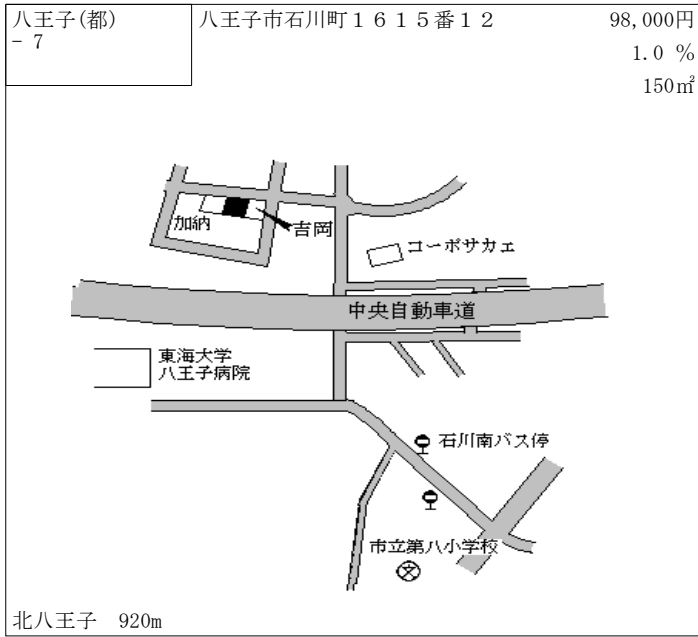 八王子(都)
- 7
八王子市石川町１６１５番１２
98,000円
1.0 %
150㎡
加納
吉岡
コーポサカエ
中央自動車道
東海大学
八王子病院
石川南バス停
市立第八小学校
北八王子 920m